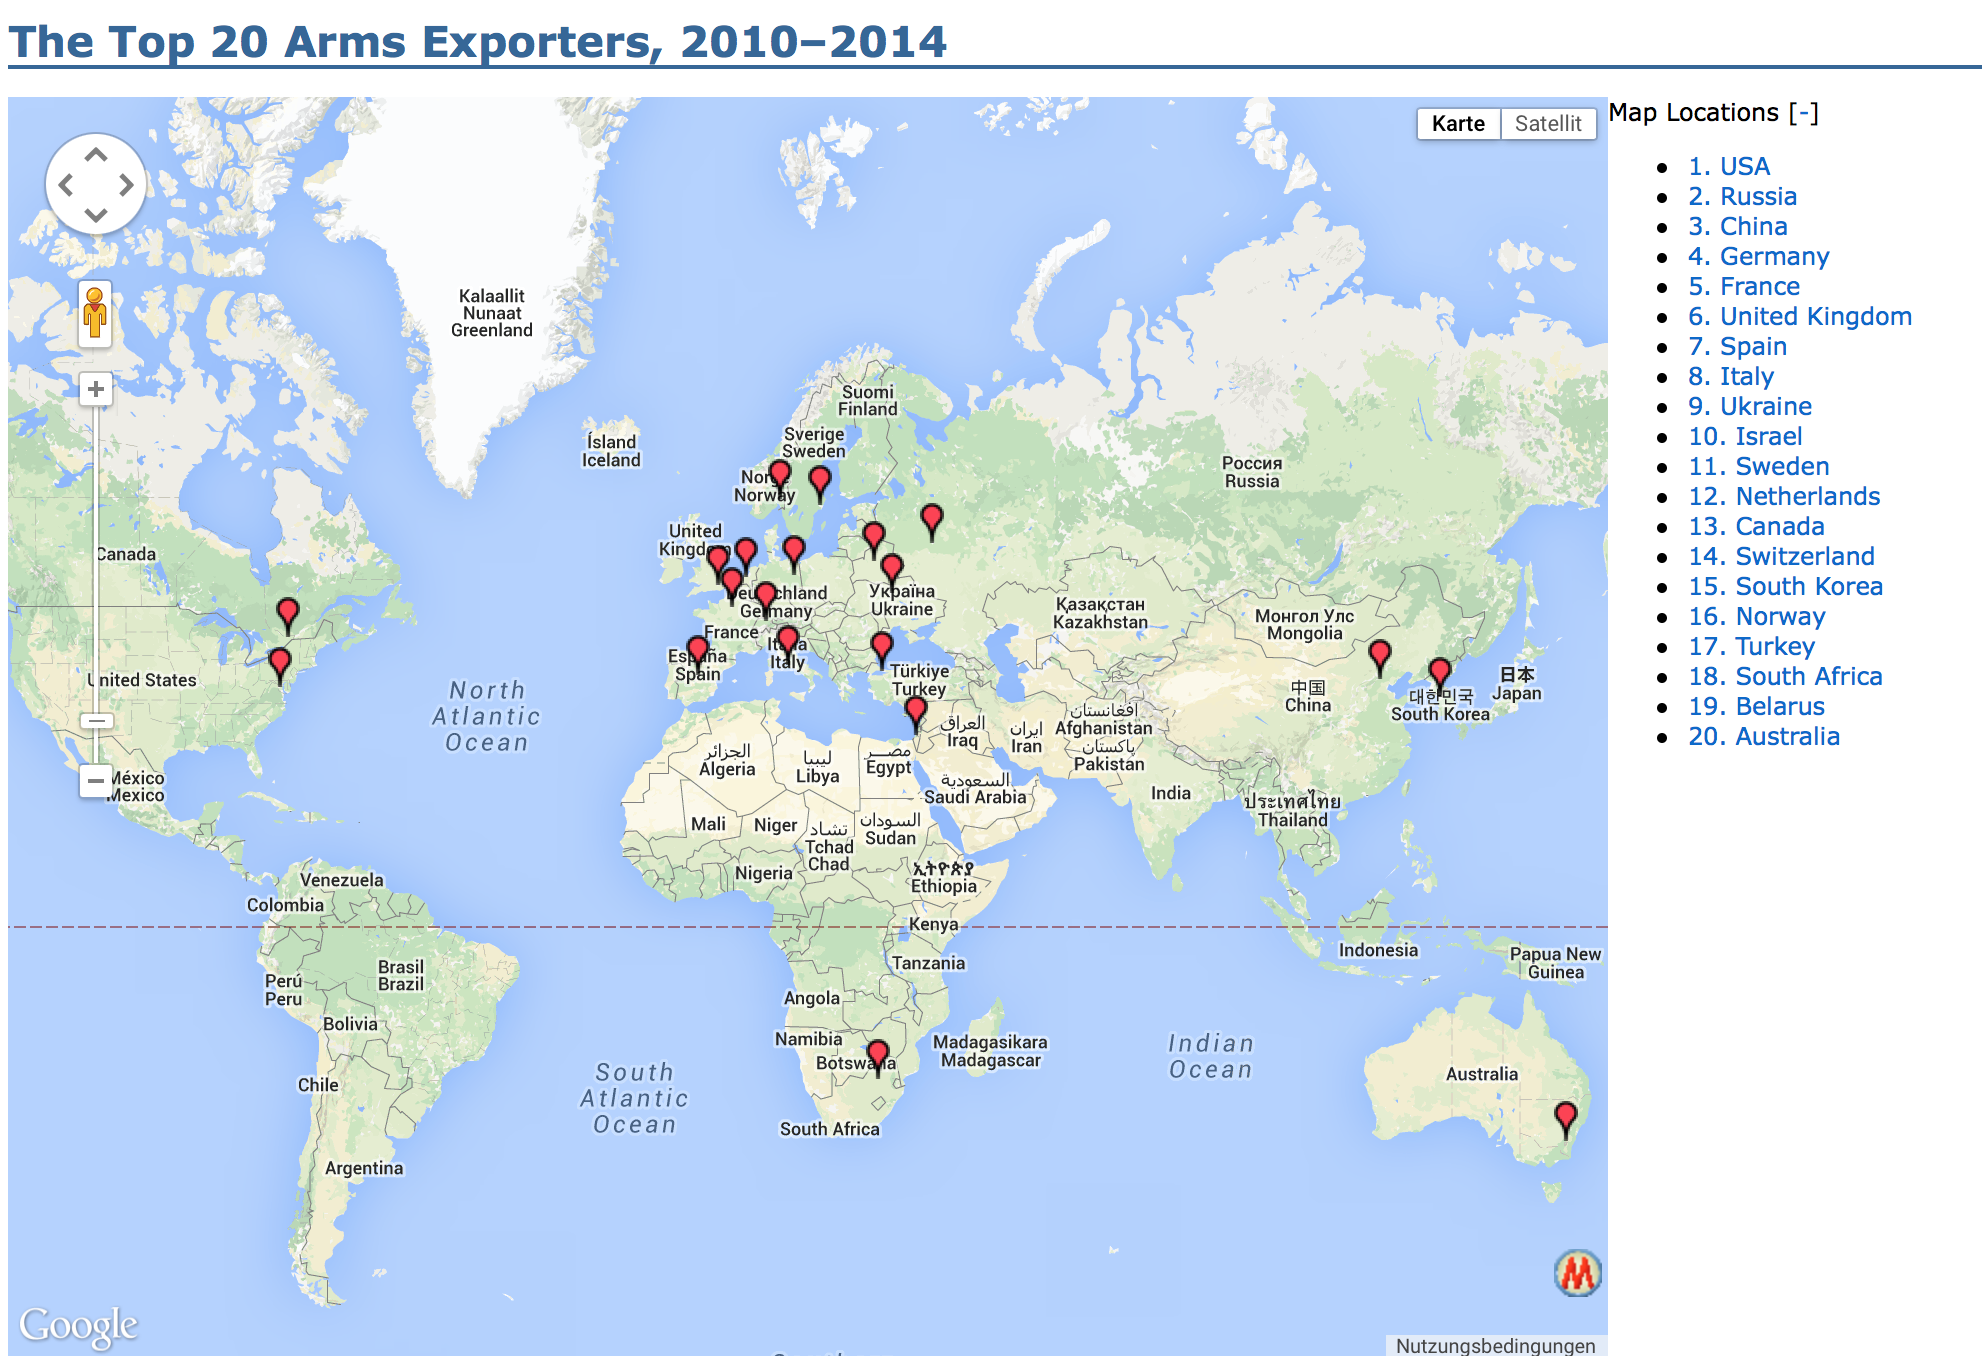 The Top 20 Arms Exporters, 2010–2014
Karte
Satellit
Map Locations [-]
1. USA
2. Russia
3. China
4. Germany
5. France
6. United Kingdom
7. Spain
8. Italy
9. Ukraine
10. Israel
11. Sweden
12. Netherlands
13. Canada
14. Switzerland
15. South Korea
16. Norway
17. Turkey
18. South Africa
19. Belarus
20. Australia
Kalaallit
Nunaat
Greenland
Suomi
Finland
Ísland
Iceland
Sverige
Sweden
Norge
Norway
Россия
Russia
United
Kingdom
Canada
Deutschland
Germany
Україна
Ukraine
Қазақстан
Kazakhstan
Монгол Улс
Mongolia
France
Italia
Italy
España
Spain
Türkiye
Turkey
United States
中国
China
대한민국
South Korea
日本
Japan
North
Atlantic
Ocean
العراق
Iraq
ایران
Iran
افغانستان
Afghanistan
پاکستان
Pakistan
الجزائر
Algeria
ليبيا
Libya
مصر
Egypt
السعودية
Saudi Arabia
México
Mexico
India
ประเทศไทย
Thailand
Mali
Niger
تشاد
Tchad
Chad
السودان
Sudan
Nigeria
ኢትዮጵያ
Ethiopia
Venezuela
Colombia
Kenya
Indonesia
Papua New
Guinea
Tanzania
Brasil
Brazil
Perú
Peru
Angola
Bolivia
Namibia
Botswana
Madagasikara
Madagascar
Indian
Ocean
Australia
Chile
South
Atlantic
Ocean
South Africa
Argentina
M
Google
Nutzungsbedingungen